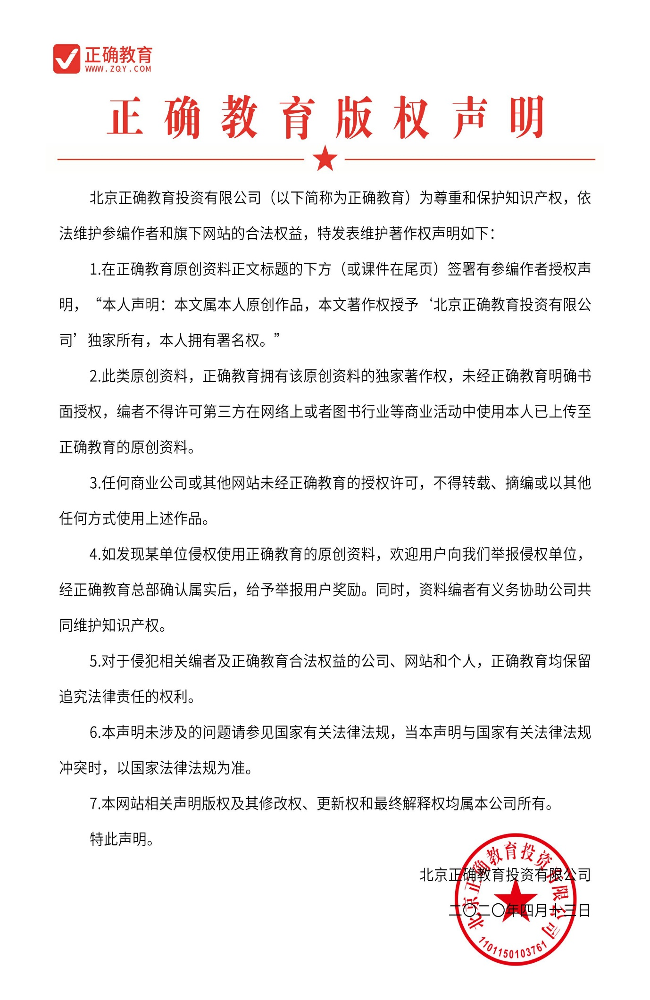 正确教育
WWW.ZQY.COM
正确教育版权声明
北京正确教育投资有限公司（以下简称为正确教育）为尊重和保护知识产权，依
法维护参编作者和旗下网站的合法权益，特发表维护著作权声明如下：
1.在正确教育原创资料正文标题的下方（或课件在尾页）签署有参编作者授权声
明，“本人声明：本文属本人原创作品，本文著作权授予‘北京正确教育投资有限公
司’独家所有，本人拥有署名权。”
2.此类原创资料，正确教育拥有该原创资料的独家著作权，未经正确教育明确书
面授权，编者不得许可第三方在网络上或者图书行业等商业活动中使用本人已上传至
正确教育的原创资料。
3.任何商业公司或其他网站未经正确教育的授权许可，不得转载、摘编或以其他
任何方式使用上述作品。
4.如发现某单位侵权使用正确教育的原创资料，欢迎用户向我们举报侵权单位，
经正确教育总部确认属实后，给予举报用户奖励。同时，资料编者有义务协助公司共
同维护知识产权。
5.对于侵犯相关编者及正确教育合法权益的公司、网站和个人，正确教育均保留
追究法律责任的权利。
6.本声明未涉及的问题请参见国家有关法律法规，当本声明与国家有关法律法规
冲突时，以国家法律法规为准。
7.本网站相关声明版权及其修改权、更新权和最终解释权均属本公司所有。
特此声明。
北京正确教育投资有限公司
二〇二〇年四月十三日
北京正确教育投资有限公司
1101150103761